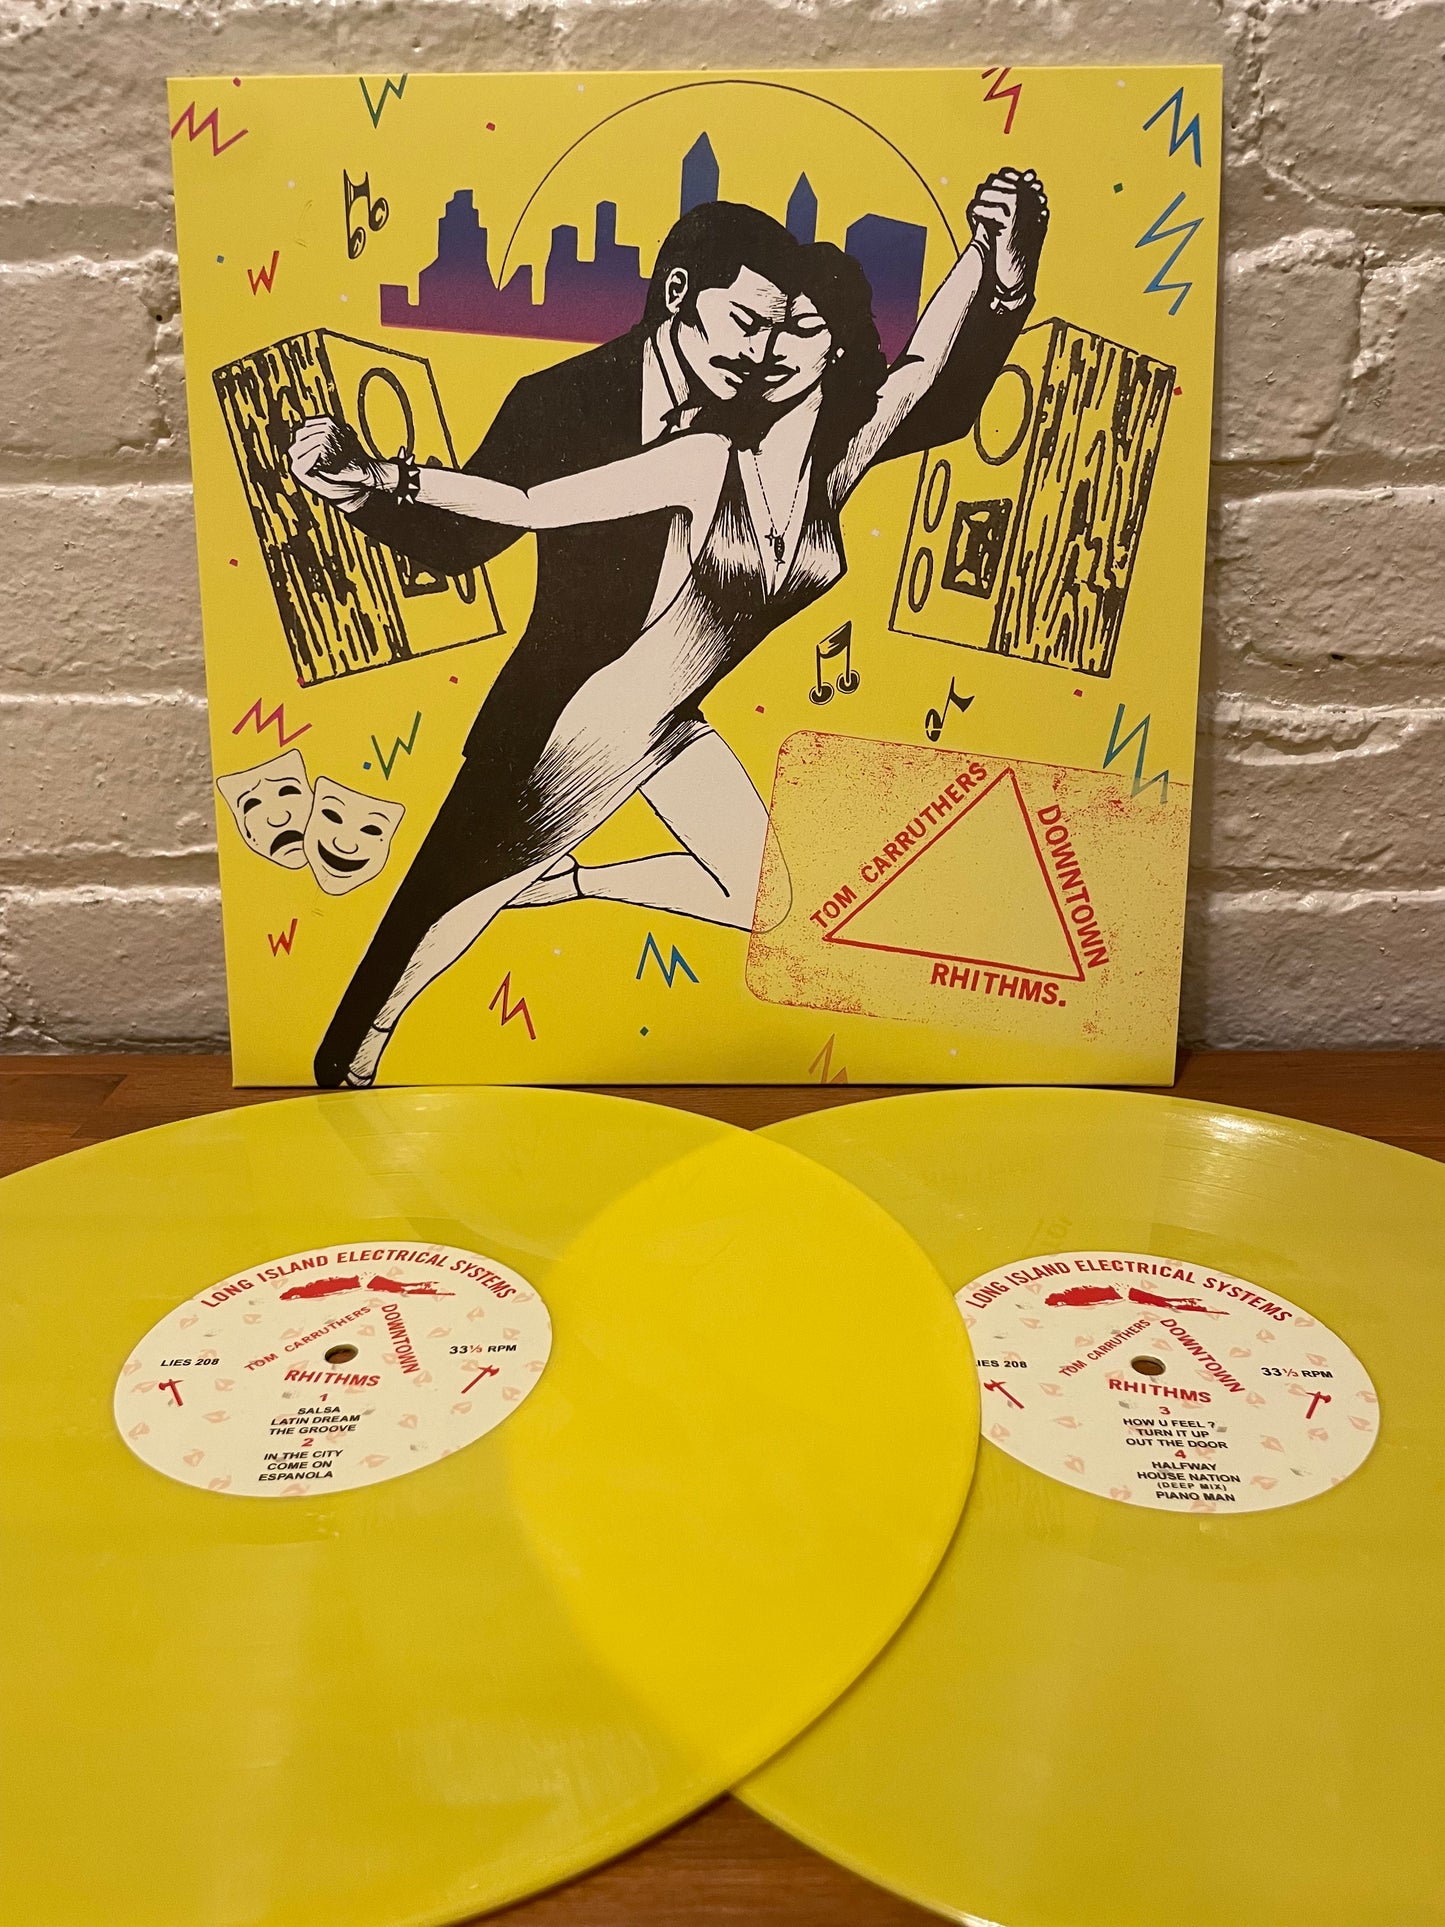 TOM CARRUTHERS
DOWNTOWN
RHITHMS.
LONG ISLAND ELECTRICAL SYSTEMS
TOM CARRUTHERS
DOWNTOWN
LIES 208
33⅓ RPM
RHITHMS
1
SALSA
LATIN DREAM
THE GROOVE
2
IN THE CITY
COME ON
ESPANOLA
LONG ISLAND ELECTRICAL SYSTEMS
TOM CARRUTHERS
DOWNTOWN
IES 208
33⅓ RPM
RHITHMS
3
HOW U FEEL ?
TURN IT UP
OUT THE DOOR
4
HALFWAY
HOUSE NATION
(DEEP MIX)
PIANO MAN